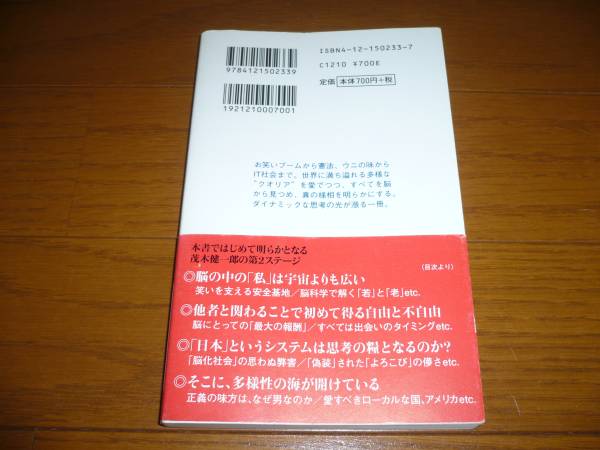 ISBN4-12-150233-7
9784121502339
C1210 ¥700E
定価 本体700円+税
1921210007001
お笑いブームから憲法、ウニの味から
IT社会まで、世界に満ち溢れる多様な
"クオリア"を愛でつつ、すべてを脳
から見つめ、真の様相を明らかにする。
ダイナミックな思考の光が漲る一冊。
本書ではじめて明らかとなる
茂木健一郎の第2ステージ
(目次より)
◎脳の中の「私」は宇宙よりも広い
笑いを支える安全基地/脳科学で解く「若」と「老」etc.
◎他者と関わることで初めて得る自由と不自由
脳にとっての「最大の報酬」/すべては出会いのタイミングetc.
◎「日本」というシステムは思考の糧となるのか?
「脳化社会」の思わぬ弊害/「偽装」された「よろこび」の儚さetc.
◎そこに、多様性の海が開けている
正義の味方は、なぜ男なのか/愛すべきローカルな国、アメリカetc.